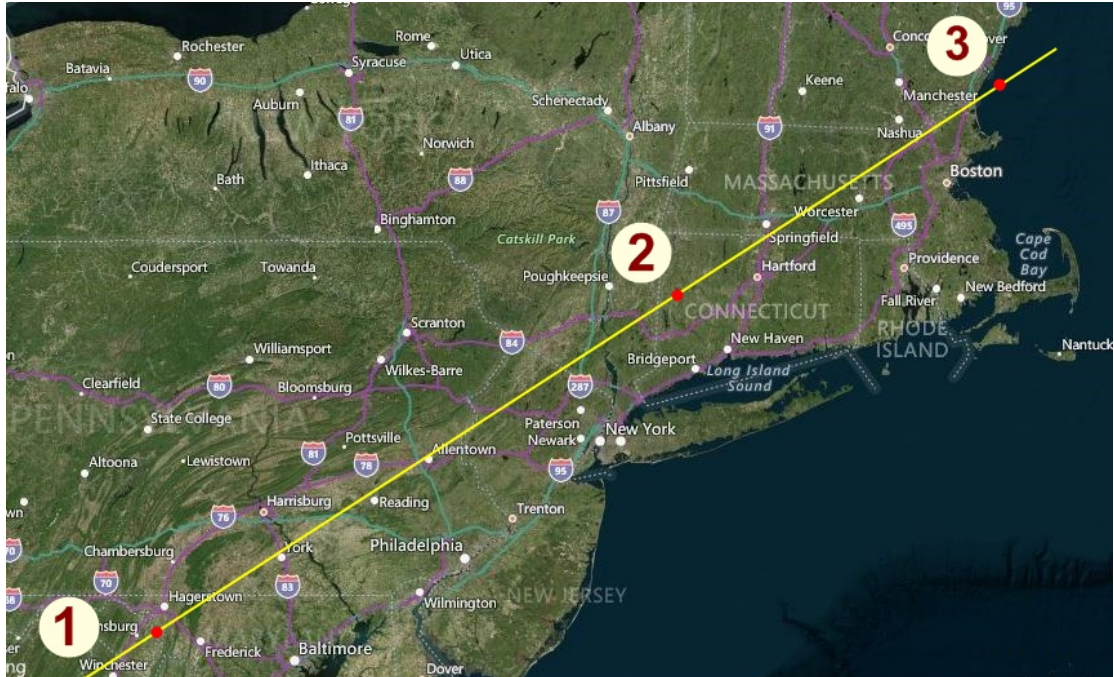 95
3
Rochester
Rome
Utica
Syracuse
Batavia
90
Keene
Manchester
Auburn
Schenectady
81
Albany
91
Nashua
Norwich
Ithaca
88
Pittsfield
Boston
Bath
MASSACHUSETTS
87
Worcester
Binghamton
495
Springfield
Catskill Park
Cape
Cod
Bay
2
Providence
Coudersport
Towanda
Poughkeepsie
Hartford
New Bedford
Fall River
CONNECTICUT
Scranton
RHODE
ISLAND
84
New Haven
Nantucket
Williamsport
Bridgeport
Wilkes-Barre
Long Island
Sound
Clearfield
80
Bloomsburg
287
PENNSYLVANIA
State College
Paterson
New York
Newark
Pottsville
Allentown
81
78
Lewistown
Altoona
95
Harrisburg
Reading
76
Trenton
70
Chambersburg
York
Philadelphia
70
83
68
Hagerstown
Wilmington
NEW JERSEY
1
Baltimore
Frederick
Winchester
Dover